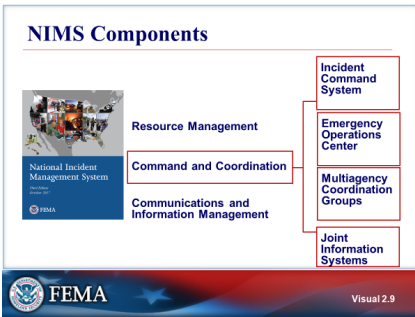 NIMS Components
National Incident
Management System
Third Edition
October 2017
FEMA
Resource Management
Command and Coordination
Communications and
Information Management
Incident
Command
System
Emergency
Operations
Center
Multiagency
Coordination
Groups
Joint
Information
Systems
FEMA
Visual 2.9